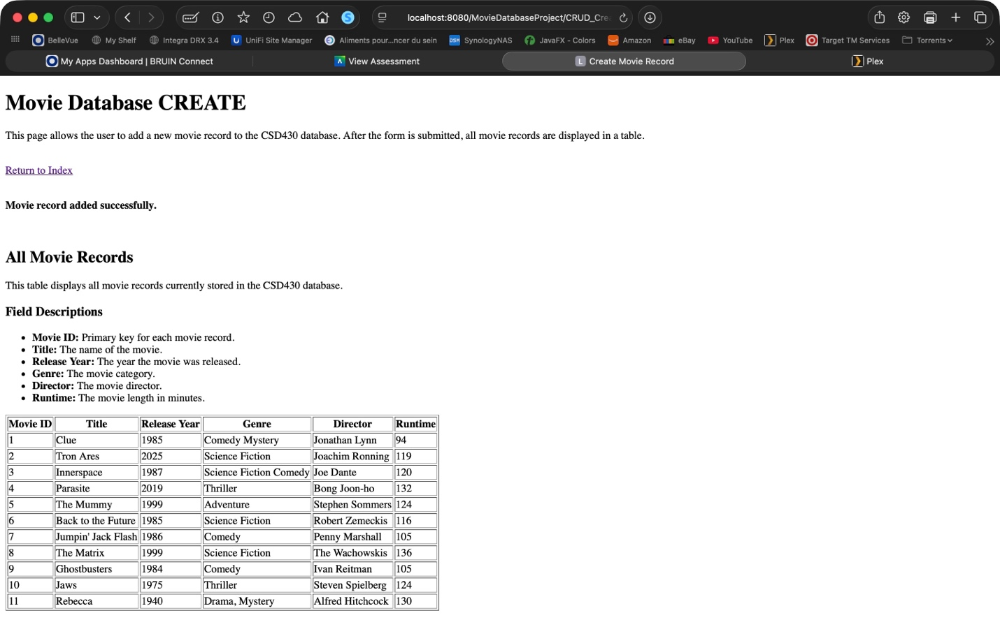 localhost:8080/MovieDatabaseProject/CRUD_Cre
BelleVue My Shelf Integra DRX 3.4 UniFi Site Manager Aliments pour...ncer du sein DSM SynologyNAS JavaFX - Colors Amazon eBay YouTube Plex Target TM Services Torrents
My Apps Dashboard | BRUIN Connect View Assessment L Create Movie Record Plex
Movie Database CREATE
This page allows the user to add a new movie record to the CSD430 database. After the form is submitted, all movie records are displayed in a table.
Return to Index
Movie record added successfully.
All Movie Records
This table displays all movie records currently stored in the CSD430 database.
Field Descriptions
• Movie ID: Primary key for each movie record.
• Title: The name of the movie.
• Release Year: The year the movie was released.
• Genre: The movie category.
• Director: The movie director.
• Runtime: The movie length in minutes.
Movie ID Title Release Year Genre Director Runtime
1 Clue 1985 Comedy Mystery Jonathan Lynn 94
2 Tron Ares 2025 Science Fiction Joachim Ronning 119
3 Innerspace 1987 Science Fiction Comedy Joe Dante 120
4 Parasite 2019 Thriller Bong Joon-ho 132
5 The Mummy 1999 Adventure Stephen Sommers 124
6 Back to the Future 1985 Science Fiction Robert Zemeckis 116
7 Jumpin' Jack Flash 1986 Comedy Penny Marshall 105
8 The Matrix 1999 Science Fiction The Wachowskis 136
9 Ghostbusters 1984 Comedy Ivan Reitman 105
10 Jaws 1975 Thriller Steven Spielberg 124
11 Rebecca 1940 Drama, Mystery Alfred Hitchcock 130